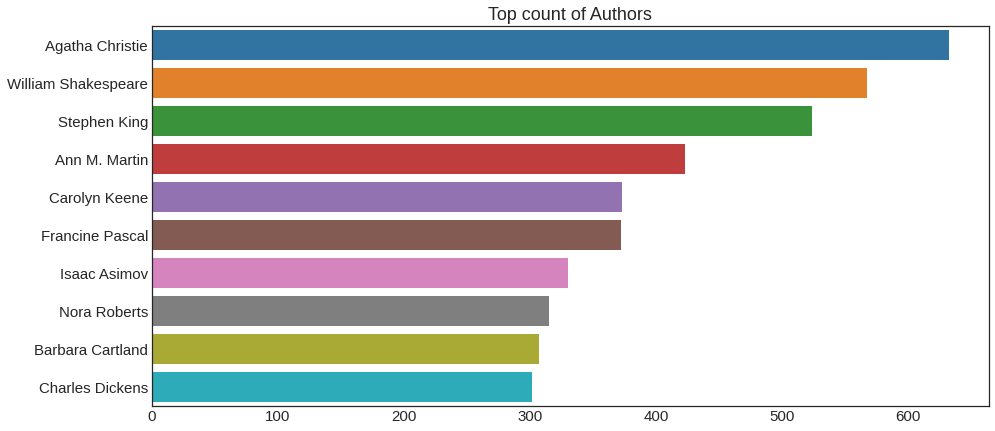 Top count of Authors
Agatha Christie
William Shakespeare
Stephen King
Ann M. Martin
Carolyn Keene
Francine Pascal
Isaac Asimov
Nora Roberts
Barbara Cartland
Charles Dickens
0 100 200 300 400 500 600